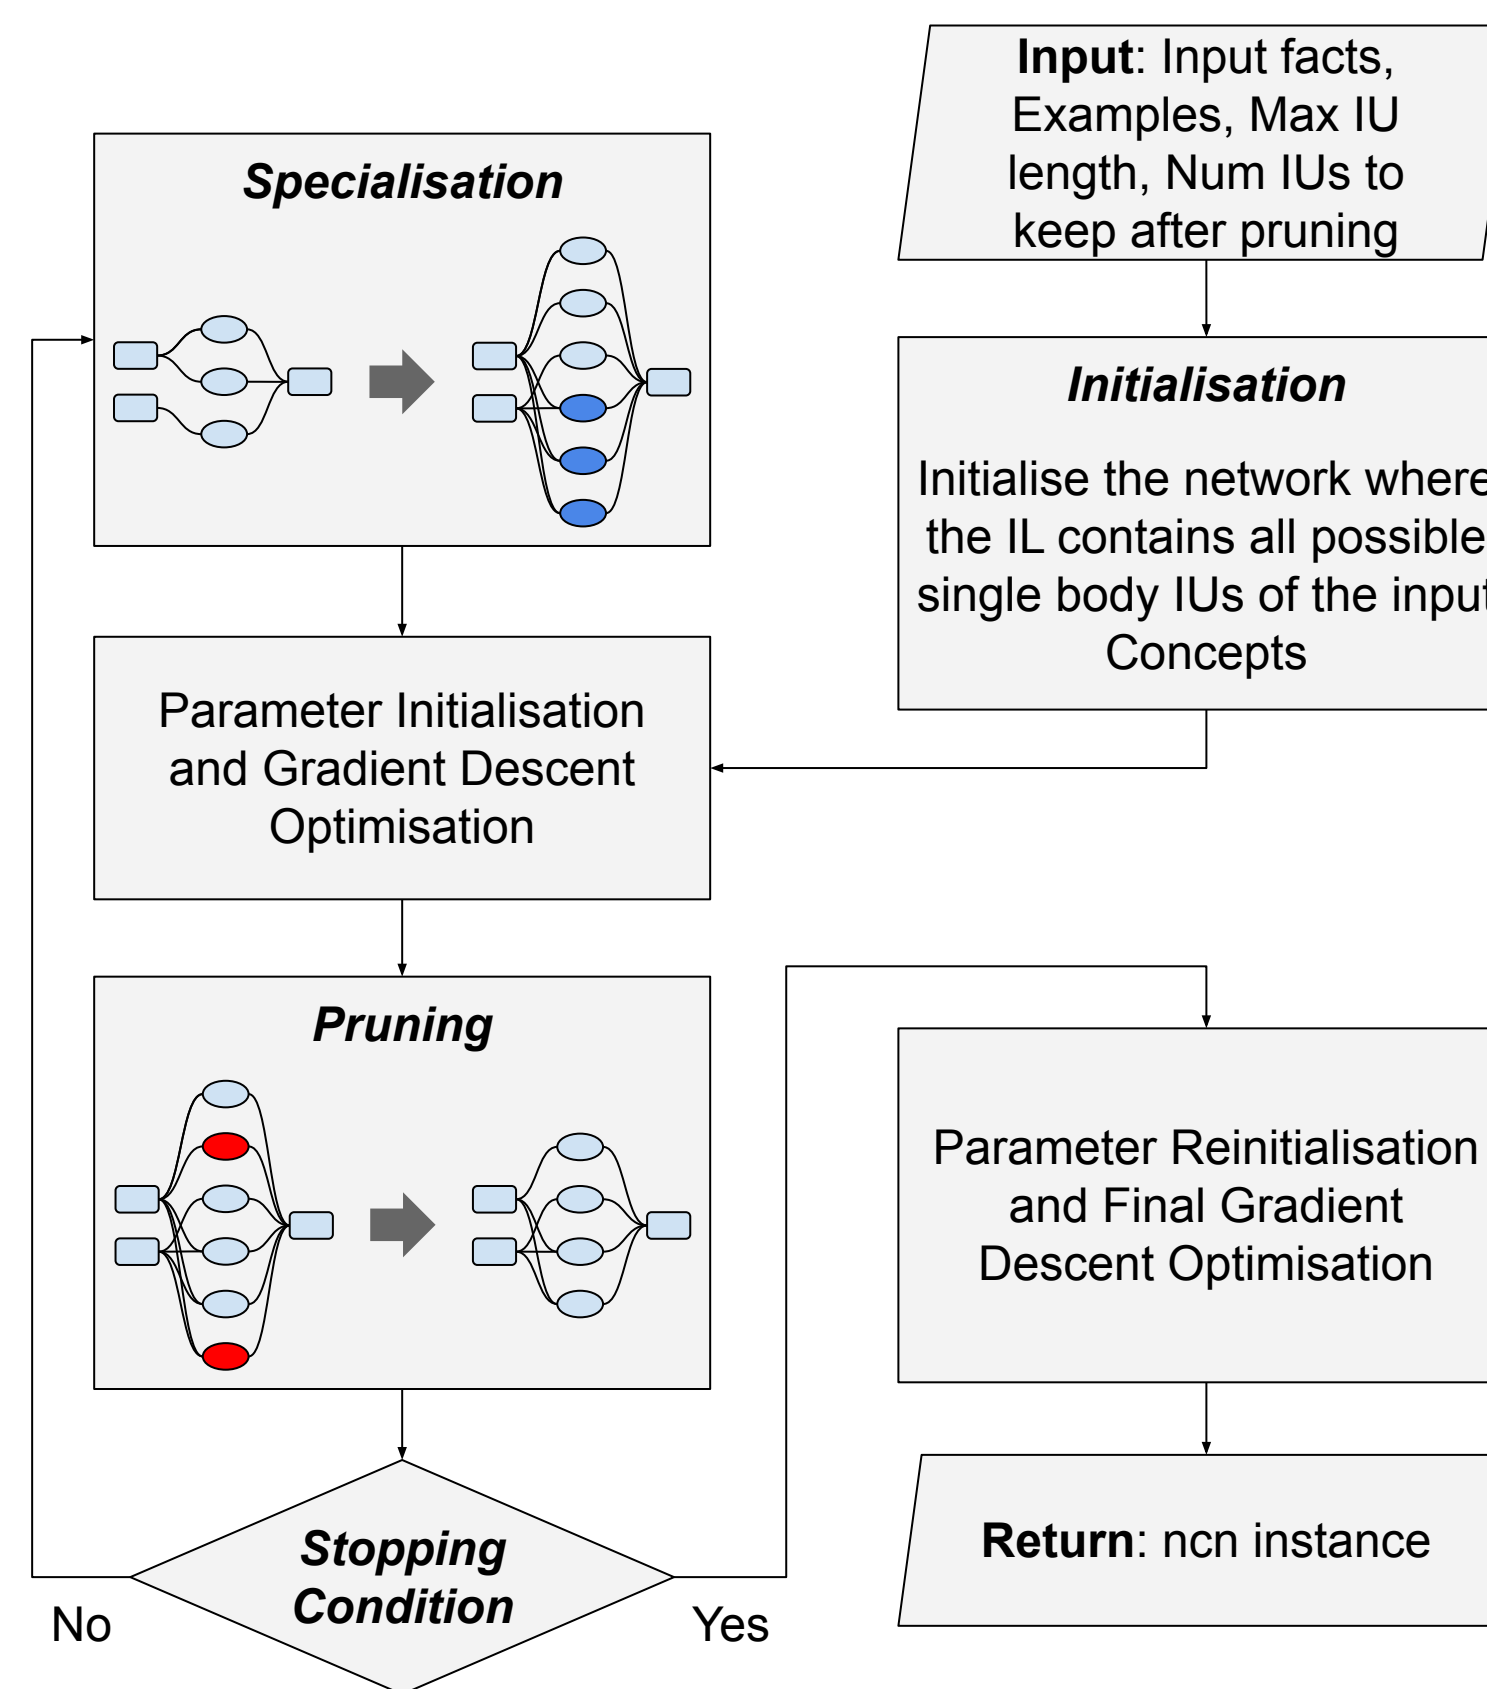 Input: Input facts,
Examples, Max IU
length, Num IUs to
keep after pruning
Initialisation
Initialise the network where
the IL contains all possible
single body IUs of the input
Concepts
Specialisation
Parameter Initialisation
and Gradient Descent
Optimisation
Pruning
Stopping
Condition
No
Yes
Parameter Reinitialisation
and Final Gradient
Descent Optimisation
Return: ncn instance